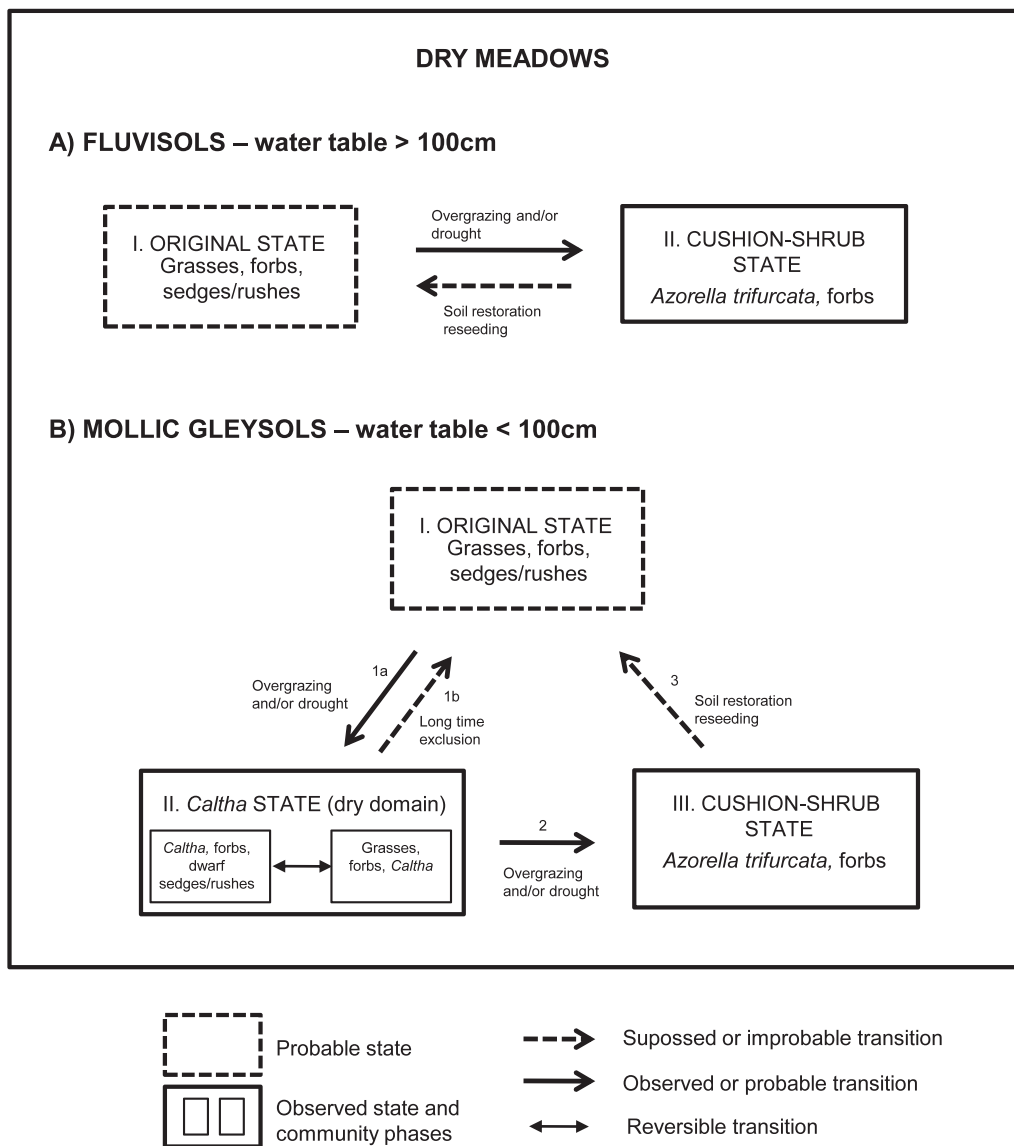 DRY MEADOWS
A) FLUVISOLS – water table > 100cm
I. ORIGINAL STATE
Grasses, forbs,
sedges/rushes
Overgrazing and/or
drought
Soil restoration
reseeding
II. CUSHION-SHRUB
STATE
Azorella trifurcata, forbs
B) MOLLIC GLEYSOLS – water table < 100cm
I. ORIGINAL STATE
Grasses, forbs,
sedges/rushes
Overgrazing
and/or drought
1a
1b
Long time
exclusion
3
Soil restoration
reseeding
II. Caltha STATE (dry domain)
Caltha, forbs,
dwarf
sedges/rushes
Grasses,
forbs, Caltha
2
Overgrazing
and/or drought
III. CUSHION-SHRUB
STATE
Azorella trifurcata, forbs
Probable state
Observed state and
community phases
Supossed or improbable transition
Observed or probable transition
Reversible transition